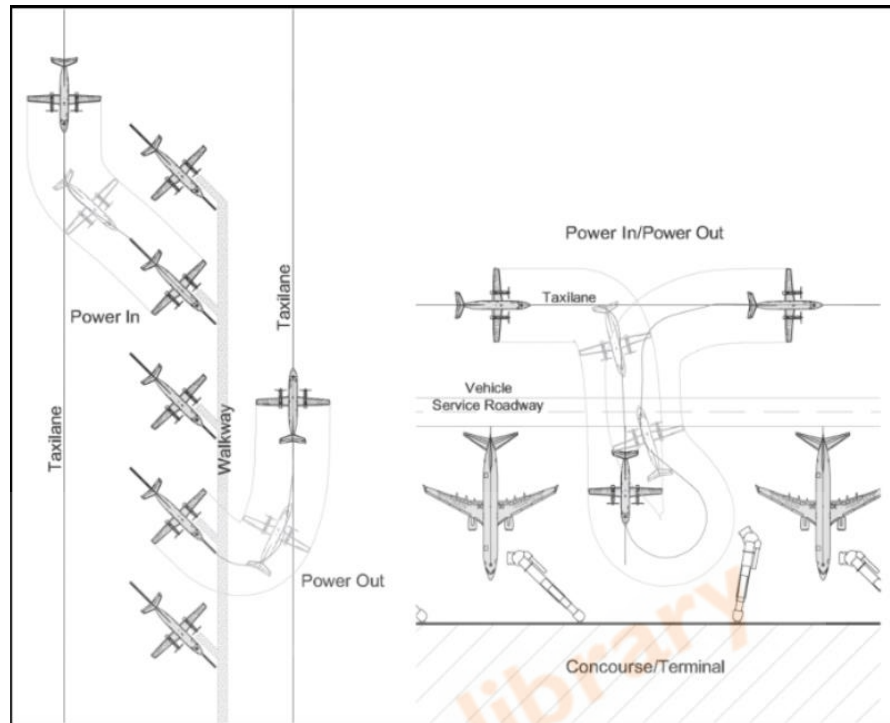 Power In
Taxilane
Walkway
Taxilane
Power Out
Power In/Power Out
Taxilane
Vehicle
Service Roadway
Concourse/Terminal
library